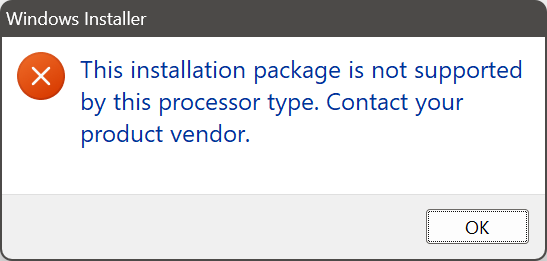 Windows Installer
This installation package is not supported
by this processor type. Contact your
product vendor.
OK